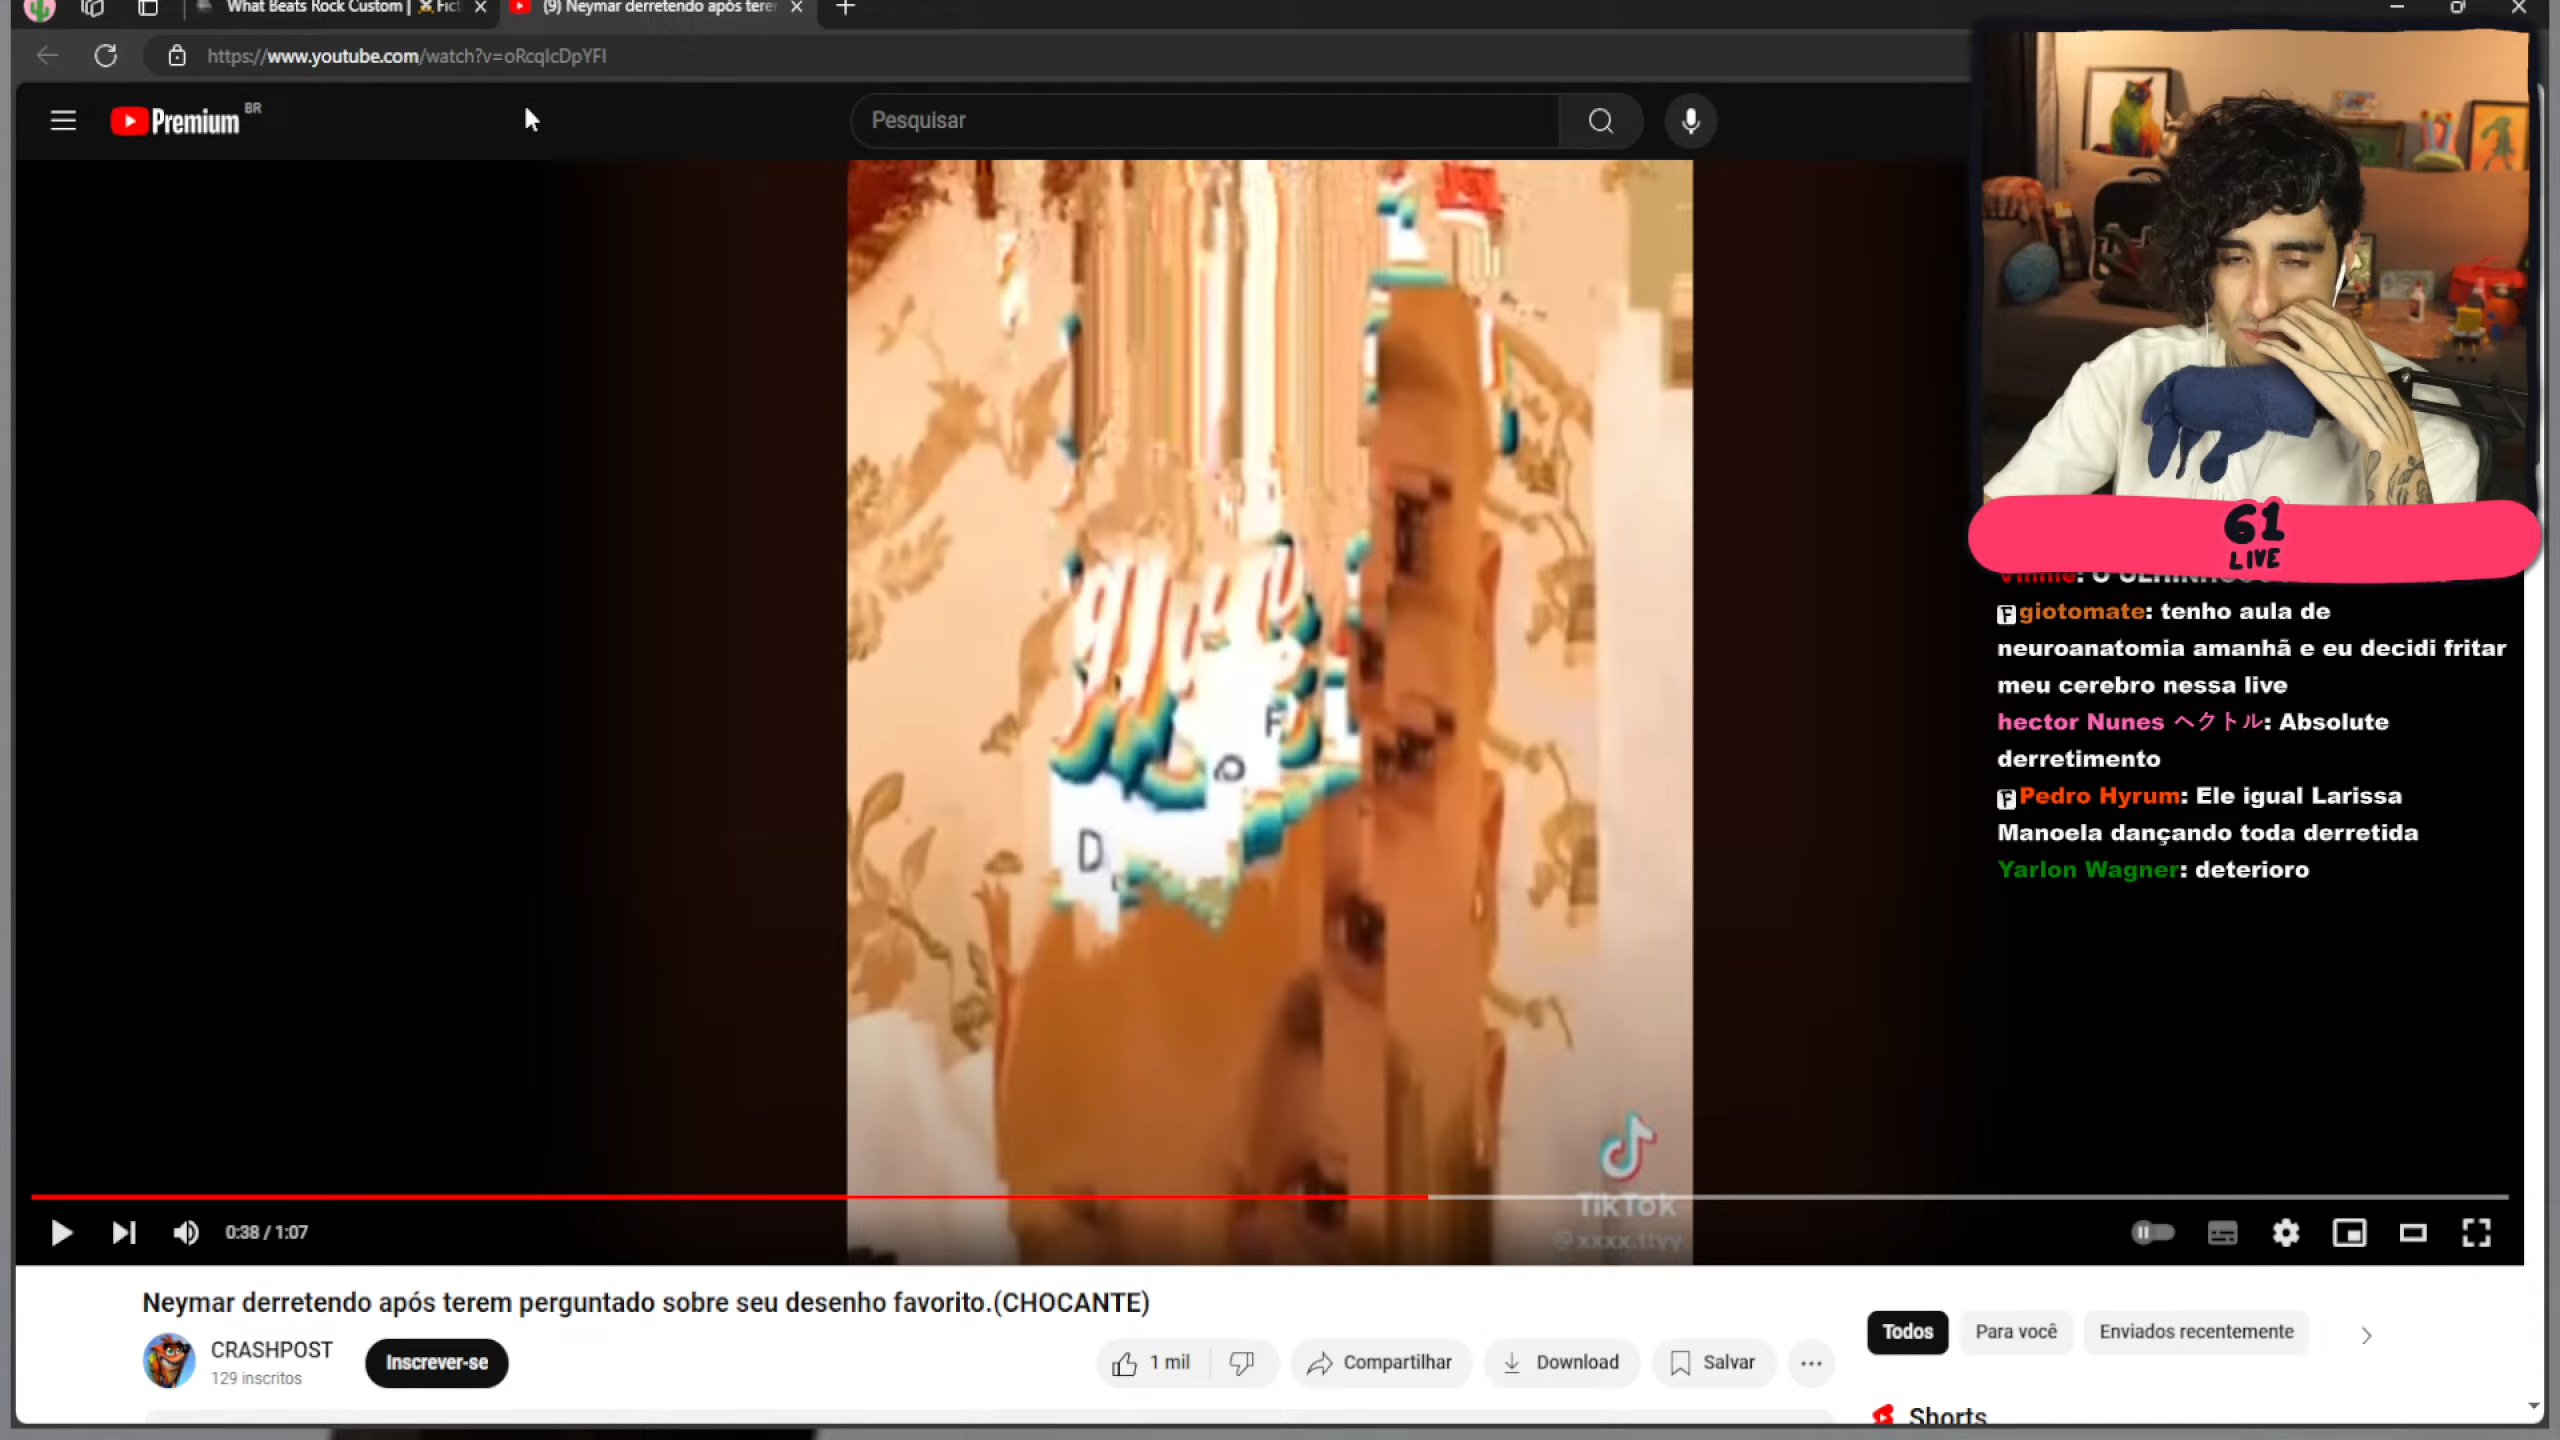 What Beats Rock Custom | Fict
(9) Neymar derretendo após terer
https://www.youtube.com/watch?v=oRcqlcDpYFI
Premium BR
Pesquisar
F
D
61
LIVE
giotomate: tenho aula de
neuroanatomia amanhã e eu decidi fritar
meu cerebro nessa live
hector Nunes ヘクトル: Absolute
derretimento
Pedro Hyrum: Ele igual Larissa
Manoela dançando toda derretida
Yarlon Wagner: deterioro
TikTok
@xxxx.ttyy
0:38 / 1:07
Neymar derretendo após terem perguntado sobre seu desenho favorito.(CHOCANTE)
CRASHPOST
129 inscritos
Inscrever-se
1 mil
Compartilhar
Download
Salvar
Todos
Para você
Enviados recentemente
Shorts